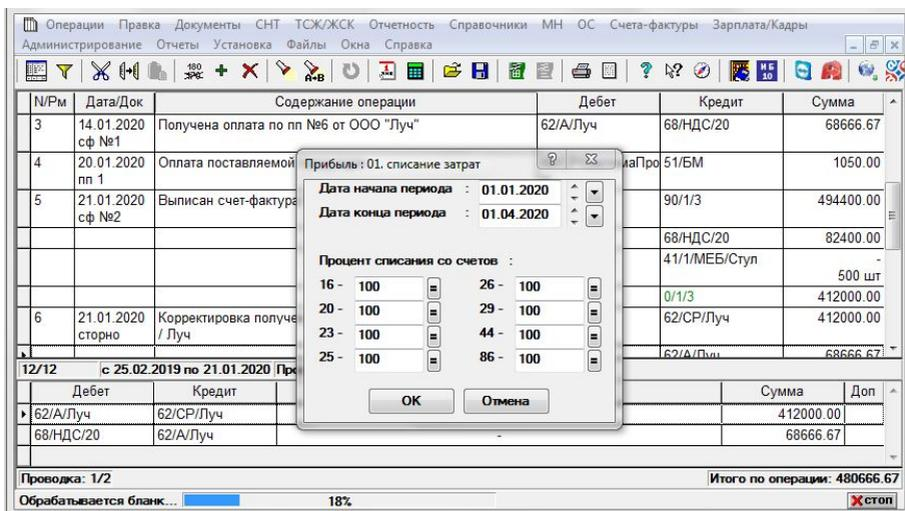 Операции Правка Документы СНТ ТСЖ/ЖСК Отчетность Справочники МН ОС Счета-фактуры Зарплата/Кадры
Администрирование Отчеты Установка Файлы Окна Справка
N/Рм Дата/Док Содержание операции Дебет Кредит Сумма
3 14.01.2020 Получена оплата по пп №6 от ООО "Луч" 62/А/Луч 68/НДС/20 68666.67
сф №1
4 20.01.2020 Оплата поставляемой 51/БМ 1050.00
пп 1
5 21.01.2020 Выписан 90/1/3 494400.00
сф №2
68/НДС/20 82400.00
41/1/МЕБ/Стул -
500 шт
0/1/3 412000.00
6 21.01.2020 Корректировка 62/СР/Луч 412000.00
сторно / Луч
62/А/Луч 68666.67
12/12 с 25.02.2019 по 21.01.2020
Прибыль : 01. списание затрат
Дата начала периода : 01.01.2020
Дата конца периода : 01.04.2020
Процент списания со счетов :
16 - 100 = 26 - 100 =
20 - 100 = 29 - 100 =
23 - 100 = 44 - 100 =
25 - 100 = 86 - 100 =
OK Отмена
Дебет Кредит Сумма Доп
62/А/Луч 62/СР/Луч 412000.00
68/НДС/20 62/А/Луч - 68666.67
Проводка: 1/2 Итого по операции: 480666.67
Обрабатывается бланк... 18% X стоп